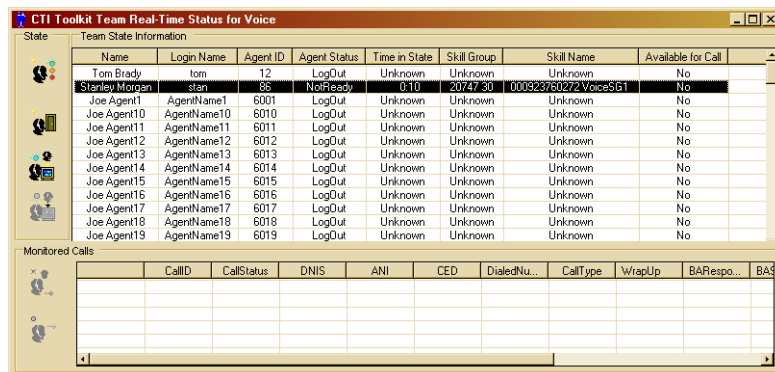 CTI Toolkit Team Real-Time Status for Voice
State Team State Information
Name Login Name Agent ID Agent Status Time in State Skill Group Skill Name Available for Call
Tom Brady tom 12 LogOut Unknown Unknown Unknown No
Stanley Morgan stan 86 NotReady 0:10 20747 30 000923760272 VoiceSG1 No
Joe Agent1 AgentName1 6001 LogOut Unknown Unknown Unknown No
Joe Agent10 AgentName10 6010 LogOut Unknown Unknown Unknown No
Joe Agent11 AgentName11 6011 LogOut Unknown Unknown Unknown No
Joe Agent12 AgentName12 6012 LogOut Unknown Unknown Unknown No
Joe Agent13 AgentName13 6013 LogOut Unknown Unknown Unknown No
Joe Agent14 AgentName14 6014 LogOut Unknown Unknown Unknown No
Joe Agent15 AgentName15 6015 LogOut Unknown Unknown Unknown No
Joe Agent16 AgentName16 6016 LogOut Unknown Unknown Unknown No
Joe Agent17 AgentName17 6017 LogOut Unknown Unknown Unknown No
Joe Agent18 AgentName18 6018 LogOut Unknown Unknown Unknown No
Joe Agent19 AgentName19 6019 LogOut Unknown Unknown Unknown No
Monitored Calls
CallID CallStatus DNIS ANI CED DialedNu... CallType WrapUp BARespo... BAS